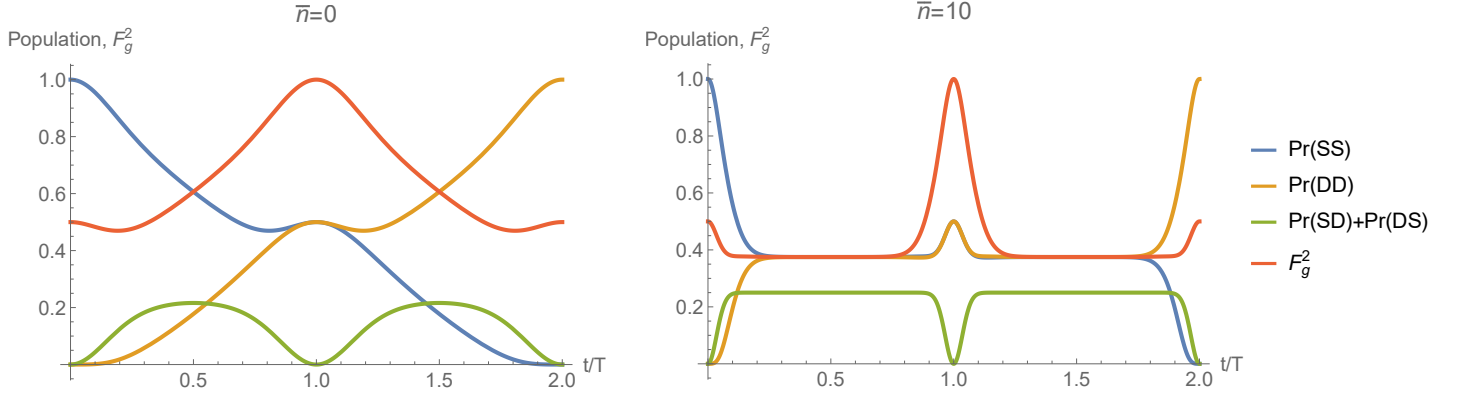 n̅=0
Population, F_g^2
1.0
0.8
0.6
0.4
0.2
0.5 1.0 1.5 2.0
t/T
n̅=10
Population, F_g^2
1.0
0.8
0.6
0.4
0.2
0.5 1.0 1.5 2.0
t/T
Pr(SS)
Pr(DD)
Pr(SD)+Pr(DS)
F_g^2